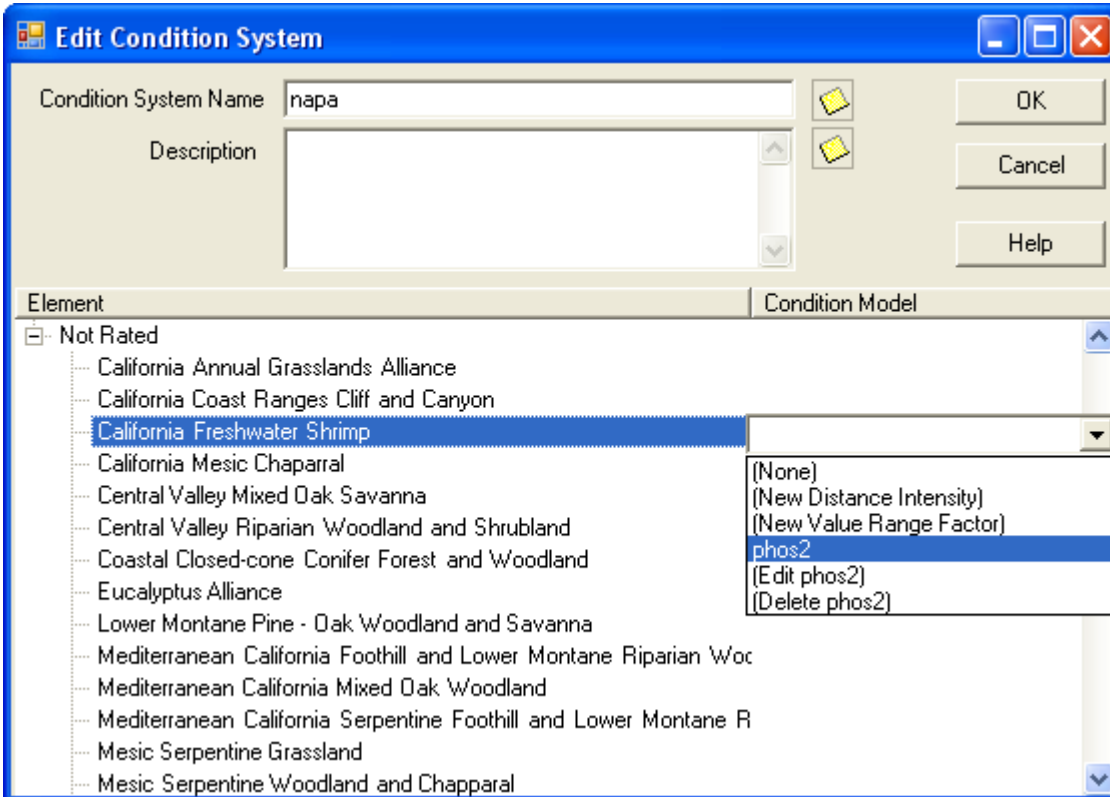 Edit Condition System
Condition System Name napa
OK
Description
Cancel
Help
Element Condition Model
Not Rated
California Annual Grasslands Alliance
California Coast Ranges Cliff and Canyon
California Freshwater Shrimp
California Mesic Chaparral
Central Valley Mixed Oak Savanna
Central Valley Riparian Woodland and Shrubland
Coastal Closed-cone Conifer Forest and Woodland
Eucalyptus Alliance
Lower Montane Pine - Oak Woodland and Savanna
Mediterranean California Foothill and Lower Montane Riparian Woo
Mediterranean California Mixed Oak Woodland
Mediterranean California Serpentine Foothill and Lower Montane R
Mesic Serpentine Grassland
Mesic Serpentine Woodland and Chapparal
(None)
(New Distance Intensity)
(New Value Range Factor)
phos2
(Edit phos2)
(Delete phos2)